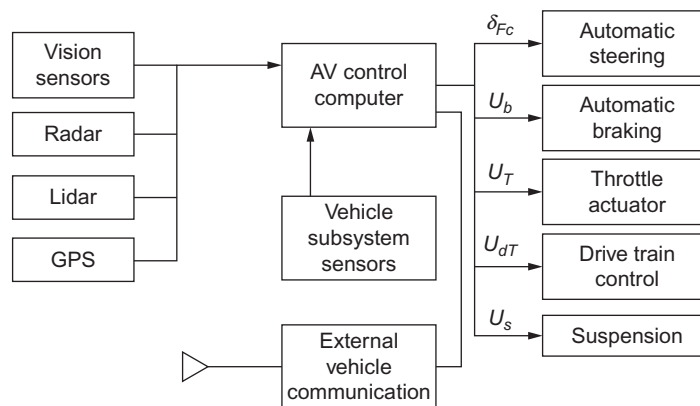 Vision
sensors
Radar
Lidar
GPS
AV control
computer
Vehicle
subsystem
sensors
External
vehicle
communication
δFc
Automatic
steering
Ub
Automatic
braking
UT
Throttle
actuator
UdT
Drive train
control
Us
Suspension